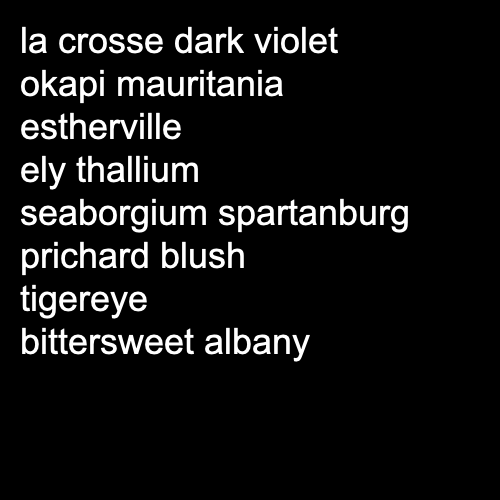 la crosse dark violet
okapi mauritania
estherville
ely thallium
seaborgium spartanburg
prichard blush
tigereye
bittersweet albany